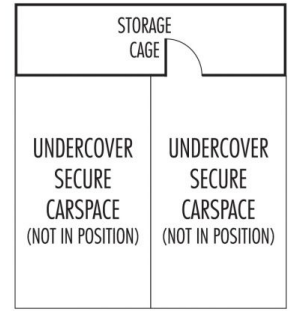 STORAGE
CAGE
UNDERCOVER
SECURE
CARSPACE
(NOT IN POSITION)
UNDERCOVER
SECURE
CARSPACE
(NOT IN POSITION)